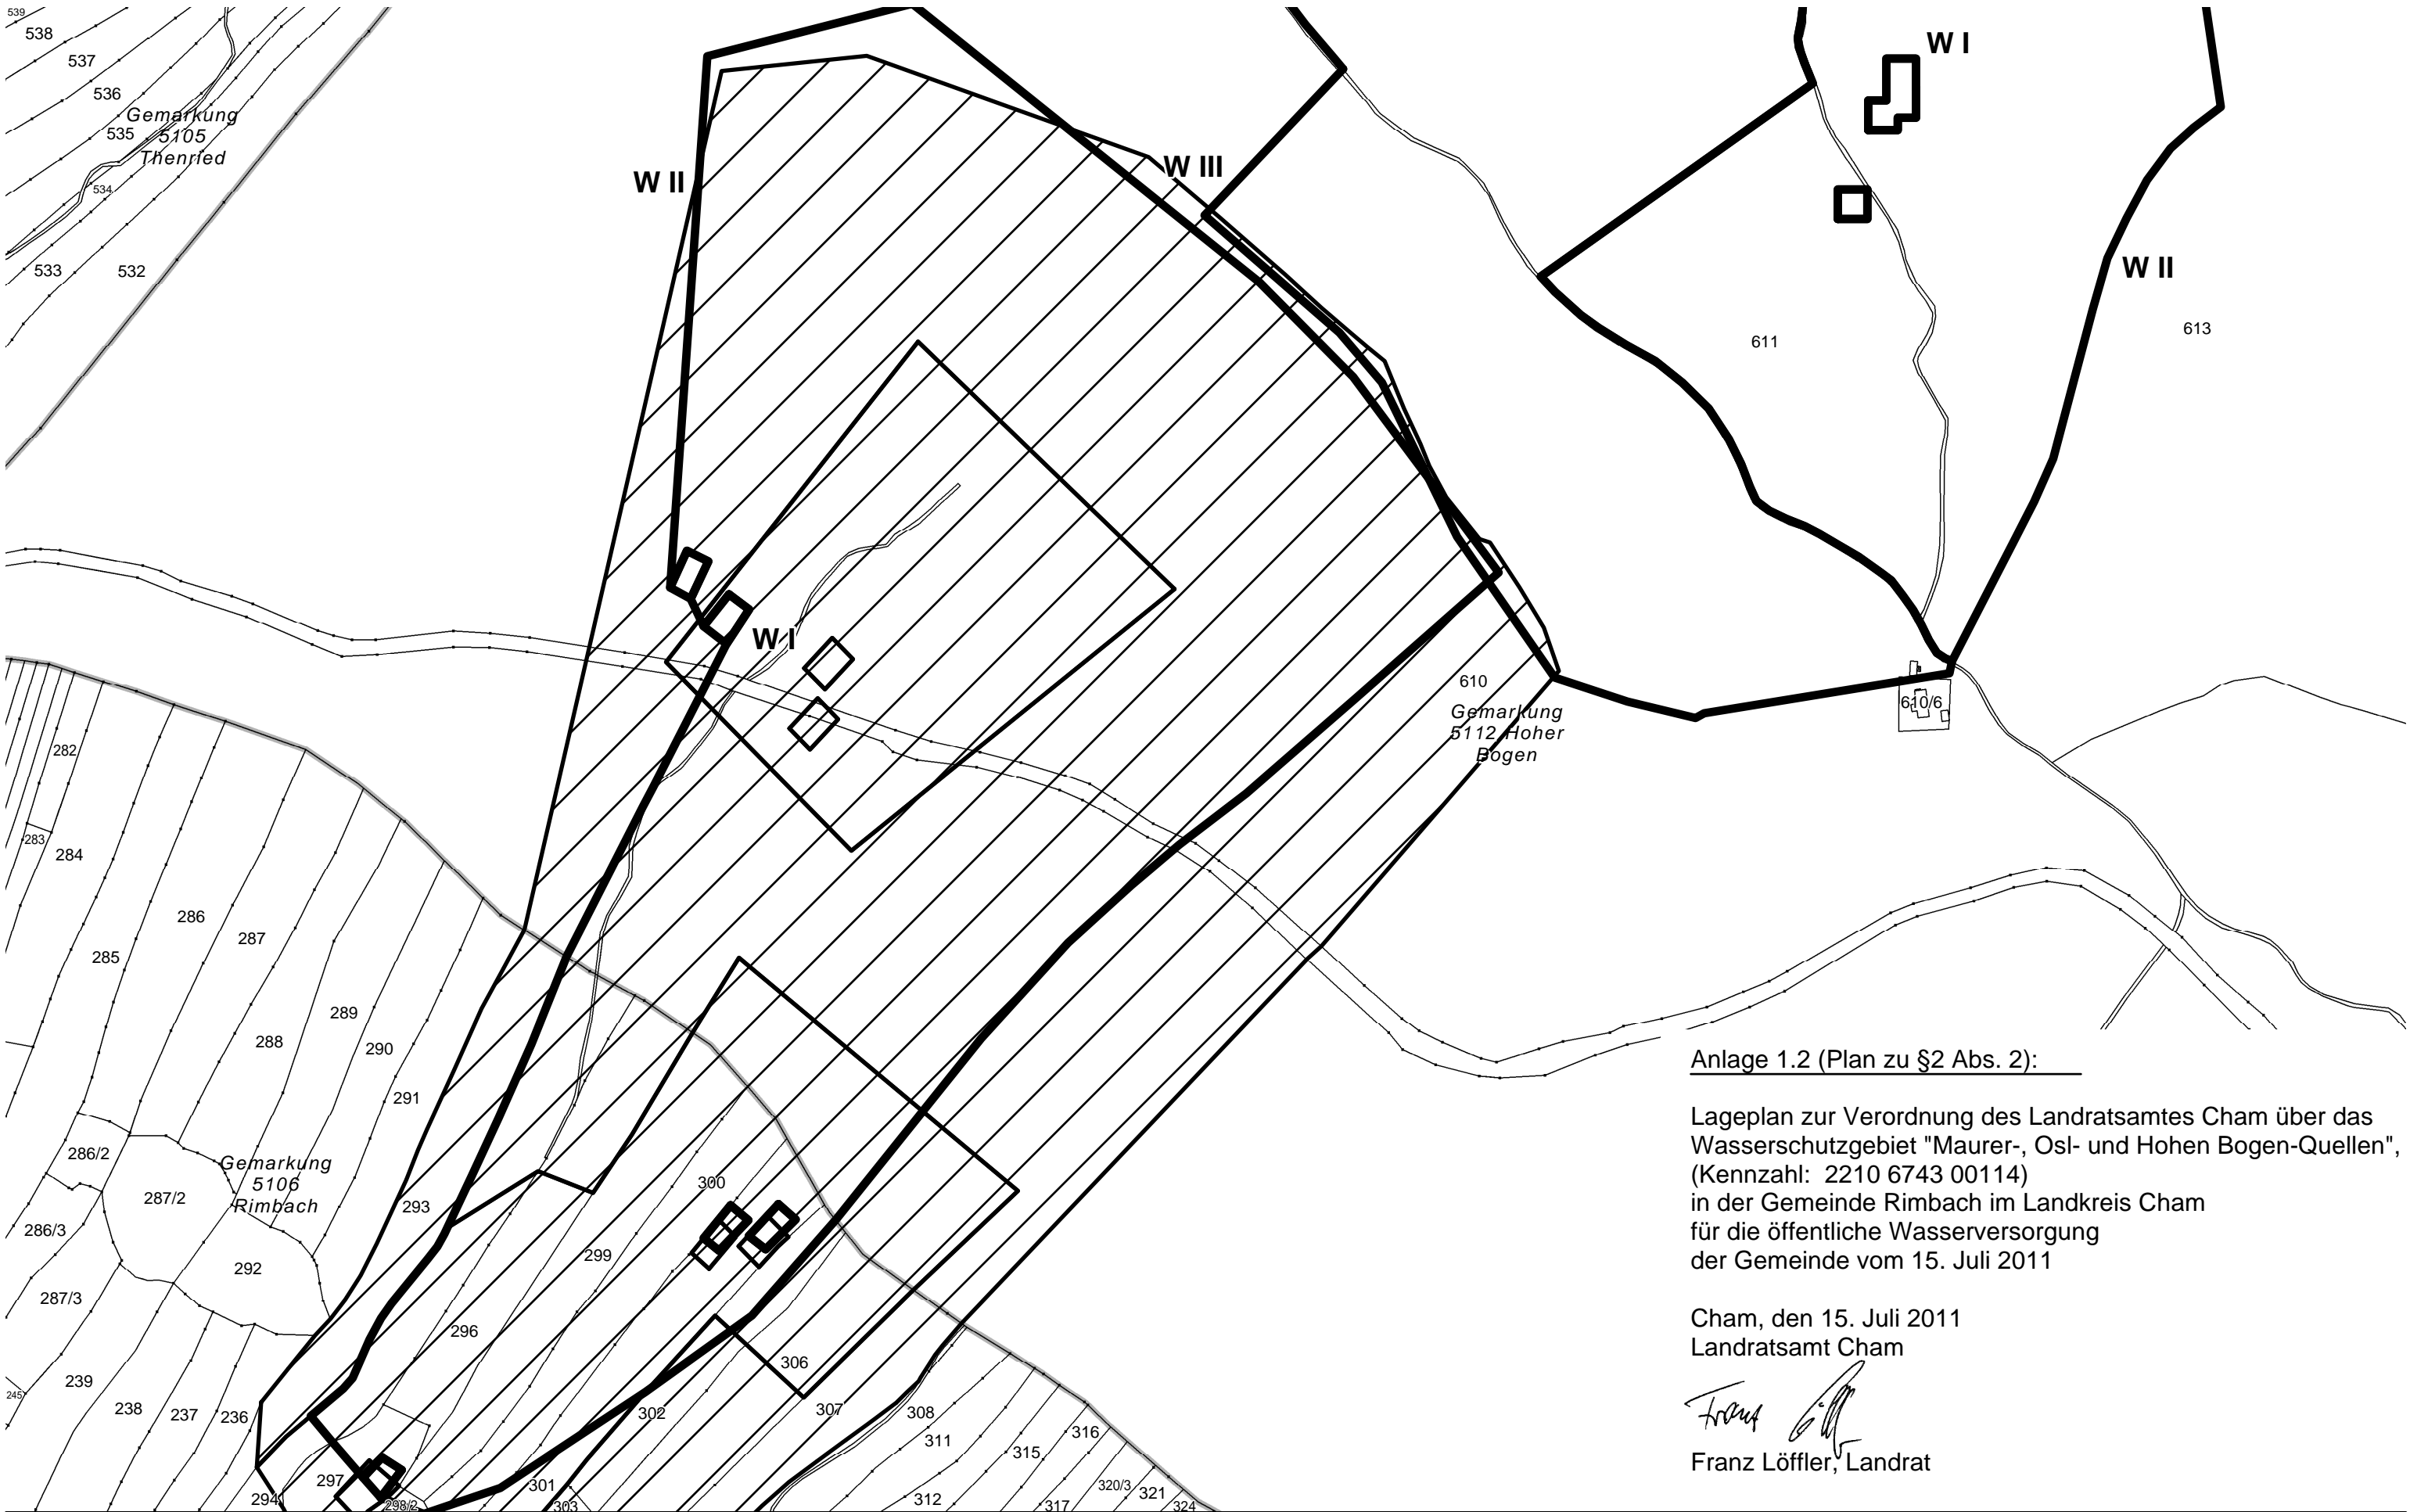 539
538
537
536
Gemarkung
535
5105
Thenried
534
533
532
W II
W III
W I
W II
611
613
W I
610
Gemarkung
5112 Hoher
Bogen
610/6
282
283
284
285
286
287
288
289
290
291
293
286/2
287/2
Gemarkung
5106
Rimbach
286/3
287/3
292
245
239
238
237
236
294
296
297
298/2
299
300
301
302
303
306
307
308
311
312
315
316
317
320/3
321
324
Anlage 1.2 (Plan zu §2 Abs. 2):
Lageplan zur Verordnung des Landratsamtes Cham über das
Wasserschutzgebiet "Maurer-, Osl- und Hohen Bogen-Quellen",
(Kennzahl: 2210 6743 00114)
in der Gemeinde Rimbach im Landkreis Cham
für die öffentliche Wasserversorgung
der Gemeinde vom 15. Juli 2011
Cham, den 15. Juli 2011
Landratsamt Cham
Franz
Franz Löffler, Landrat